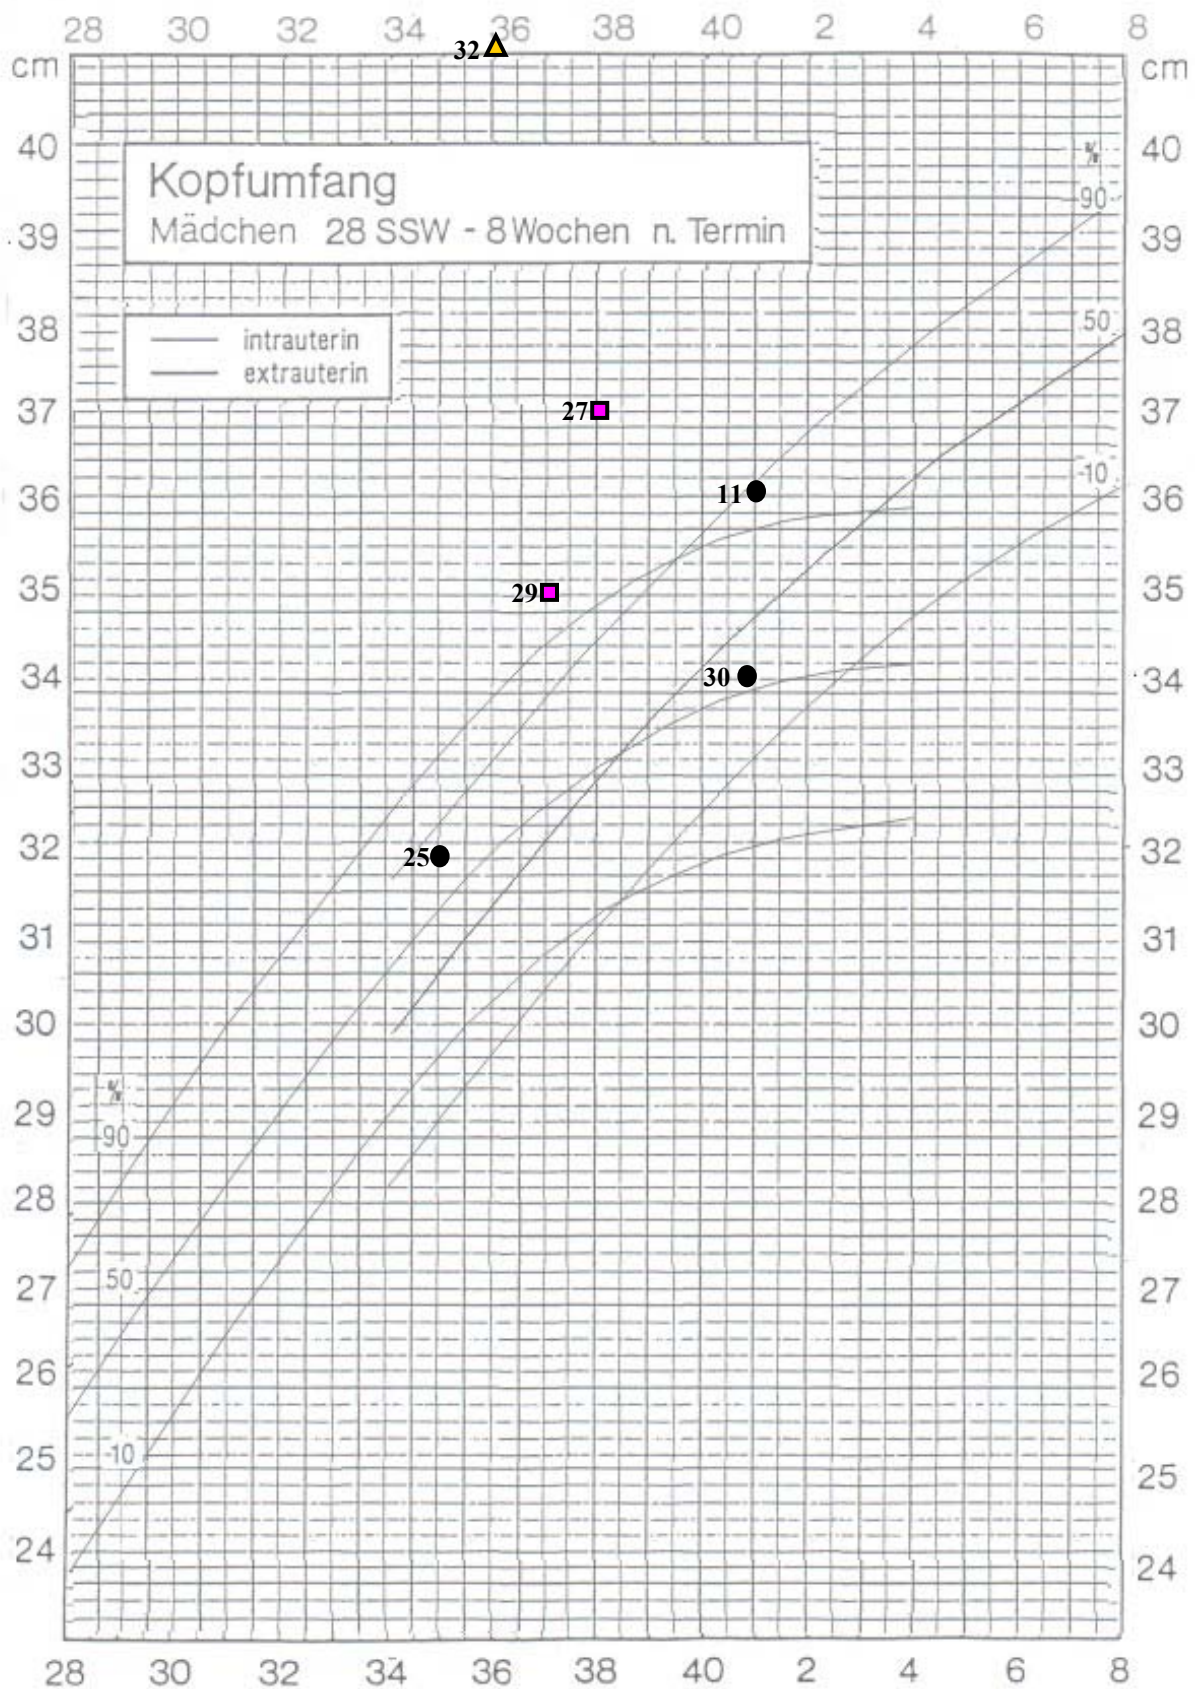 28 30 32 34 36 38 40 2 4 6 8
32
cm cm
40 40
Kopfumfang
Mädchen 28 SSW - 8 Wochen n. Termin
90
39 39
intrauterin
extrauterin
50
38 38
37 27 37
10
36 11 36
35 29 35
34 30 34
33 33
32 25 32
31 31
30 30
29 29
90
28 28
50
27 27
26 26
10
25 25
24 24
28 30 32 34 36 38 40 2 4 6 8